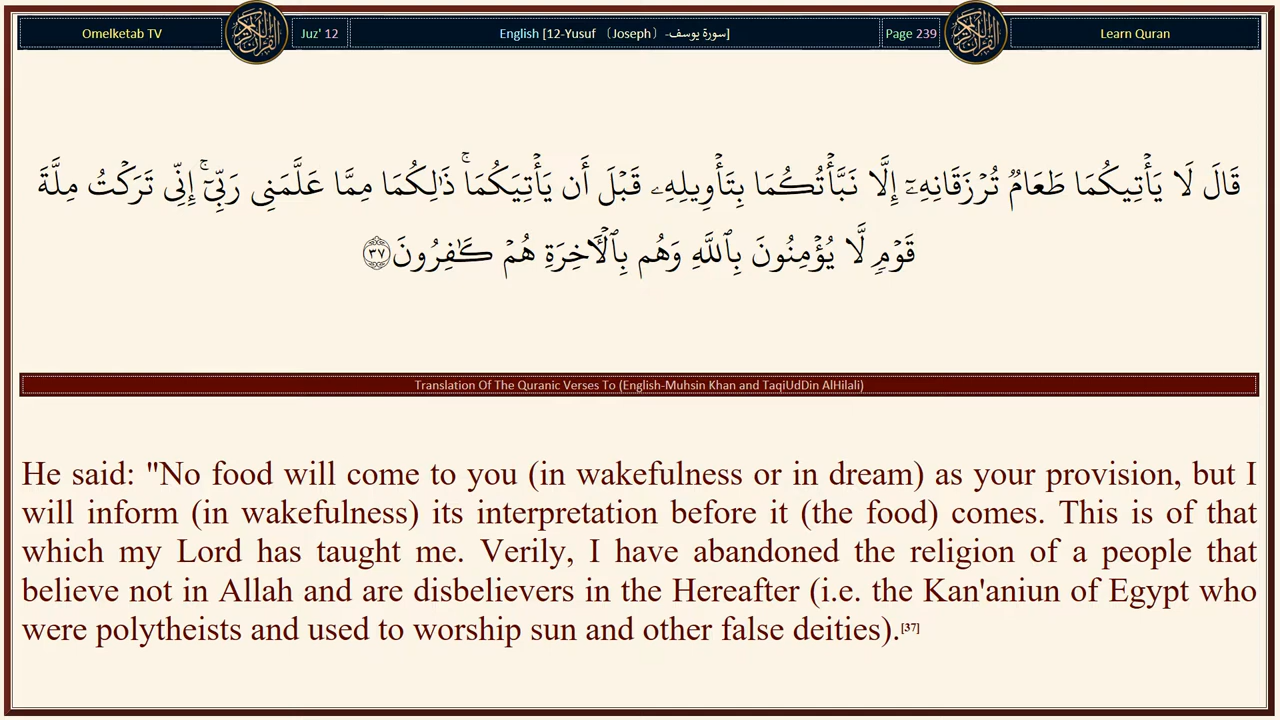 Omelketab TV
Juz' 12
English [12-Yusuf (Joseph) -سورة يوسف]
Page 239
Learn Quran
قَالَ لَا يَأۡتِيكُمَا طَعَامٞ تُرۡزَقَانِهِۦٓ إِلَّا نَبَّأۡتُكُمَا بِتَأۡوِيلِهِۦ قَبۡلَ أَن يَأۡتِيَكُمَاۚ ذَٰلِكُمَا مِمَّا عَلَّمَنِي رَبِّيٓۚ إِنِّي تَرَكۡتُ مِلَّةَ
قَوۡمٖ لَّا يُؤۡمِنُونَ بِٱللَّهِ وَهُم بِٱلۡأٓخِرَةِ هُمۡ كَٰفِرُونَ ٣٧
Translation Of The Quranic Verses To (English-Muhsin Khan and TaqiUdDin AlHilali)
He said: "No food will come to you (in wakefulness or in dream) as your provision, but I
will inform (in wakefulness) its interpretation before it (the food) comes. This is of that
which my Lord has taught me. Verily, I have abandoned the religion of a people that
believe not in Allah and are disbelievers in the Hereafter (i.e. the Kan'aniun of Egypt who
were polytheists and used to worship sun and other false deities).[37]